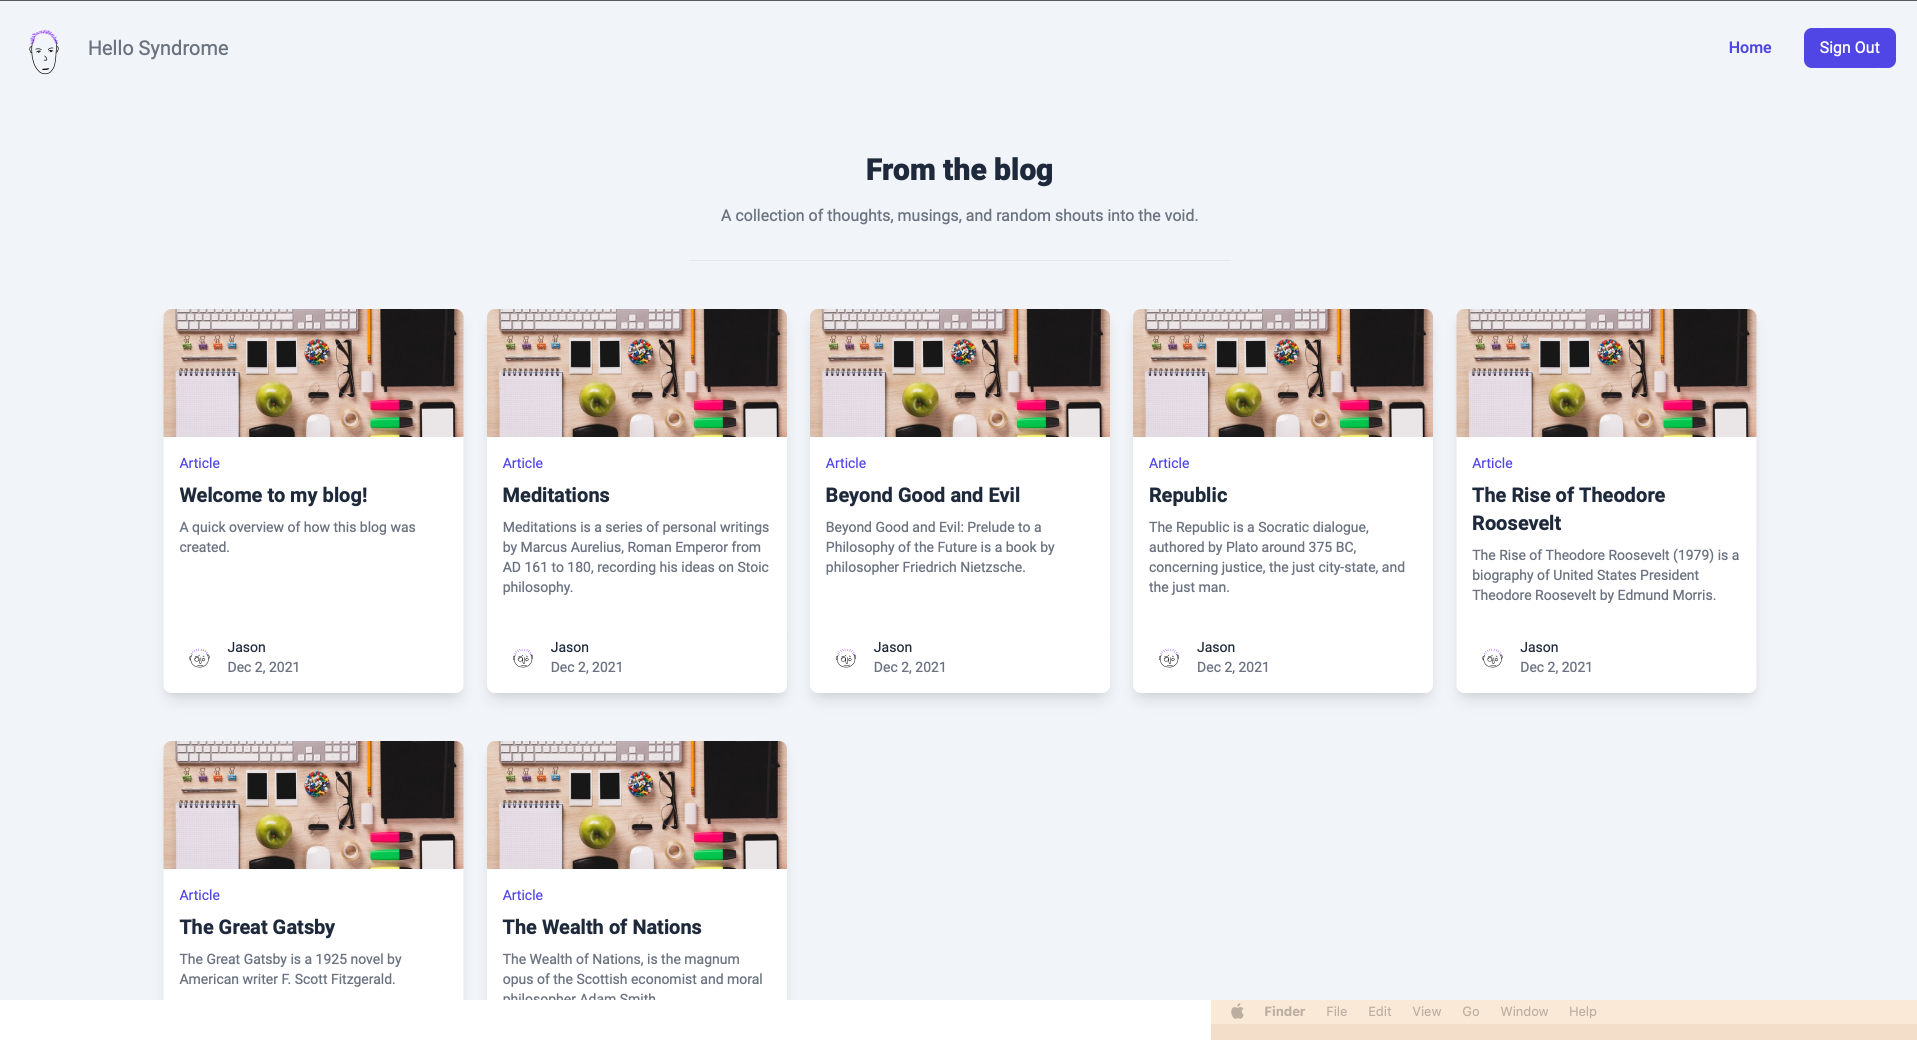 Hello Syndrome
Home
Sign Out
From the blog
A collection of thoughts, musings, and random shouts into the void.
Article
Welcome to my blog!
A quick overview of how this blog was
created.
Jason
Dec 2, 2021
Article
Meditations
Meditations is a series of personal writings
by Marcus Aurelius, Roman Emperor from
AD 161 to 180, recording his ideas on Stoic
philosophy.
Jason
Dec 2, 2021
Article
Beyond Good and Evil
Beyond Good and Evil: Prelude to a
Philosophy of the Future is a book by
philosopher Friedrich Nietzsche.
Jason
Dec 2, 2021
Article
Republic
The Republic is a Socratic dialogue,
authored by Plato around 375 BC,
concerning justice, the just city-state, and
the just man.
Jason
Dec 2, 2021
Article
The Rise of Theodore
Roosevelt
The Rise of Theodore Roosevelt (1979) is a
biography of United States President
Theodore Roosevelt by Edmund Morris.
Jason
Dec 2, 2021
Article
The Great Gatsby
The Great Gatsby is a 1925 novel by
American writer F. Scott Fitzgerald.
Article
The Wealth of Nations
The Wealth of Nations, is the magnum
opus of the Scottish economist and moral
philosopher Adam Smith
Finder File Edit View Go Window Help